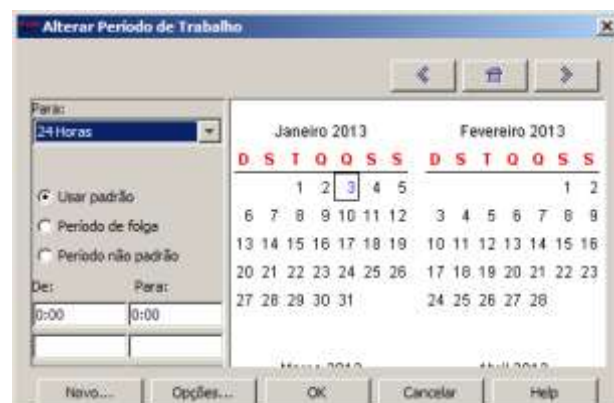 Alterar Período de Trabalho
Para:
24 Horas
Usar padrão
Período de folga
Período não padrão
De: Para:
0:00 0:00
Janeiro 2013
D S T Q Q S S
1 2 3 4 5
6 7 8 9 10 11 12
13 14 15 16 17 18 19
20 21 22 23 24 25 26
27 28 29 30 31
Fevereiro 2013
D S T Q Q S S
1 2
3 4 5 6 7 8 9
10 11 12 13 14 15 16
17 18 19 20 21 22 23
24 25 26 27 28
Novo... Opções... OK Cancelar Help